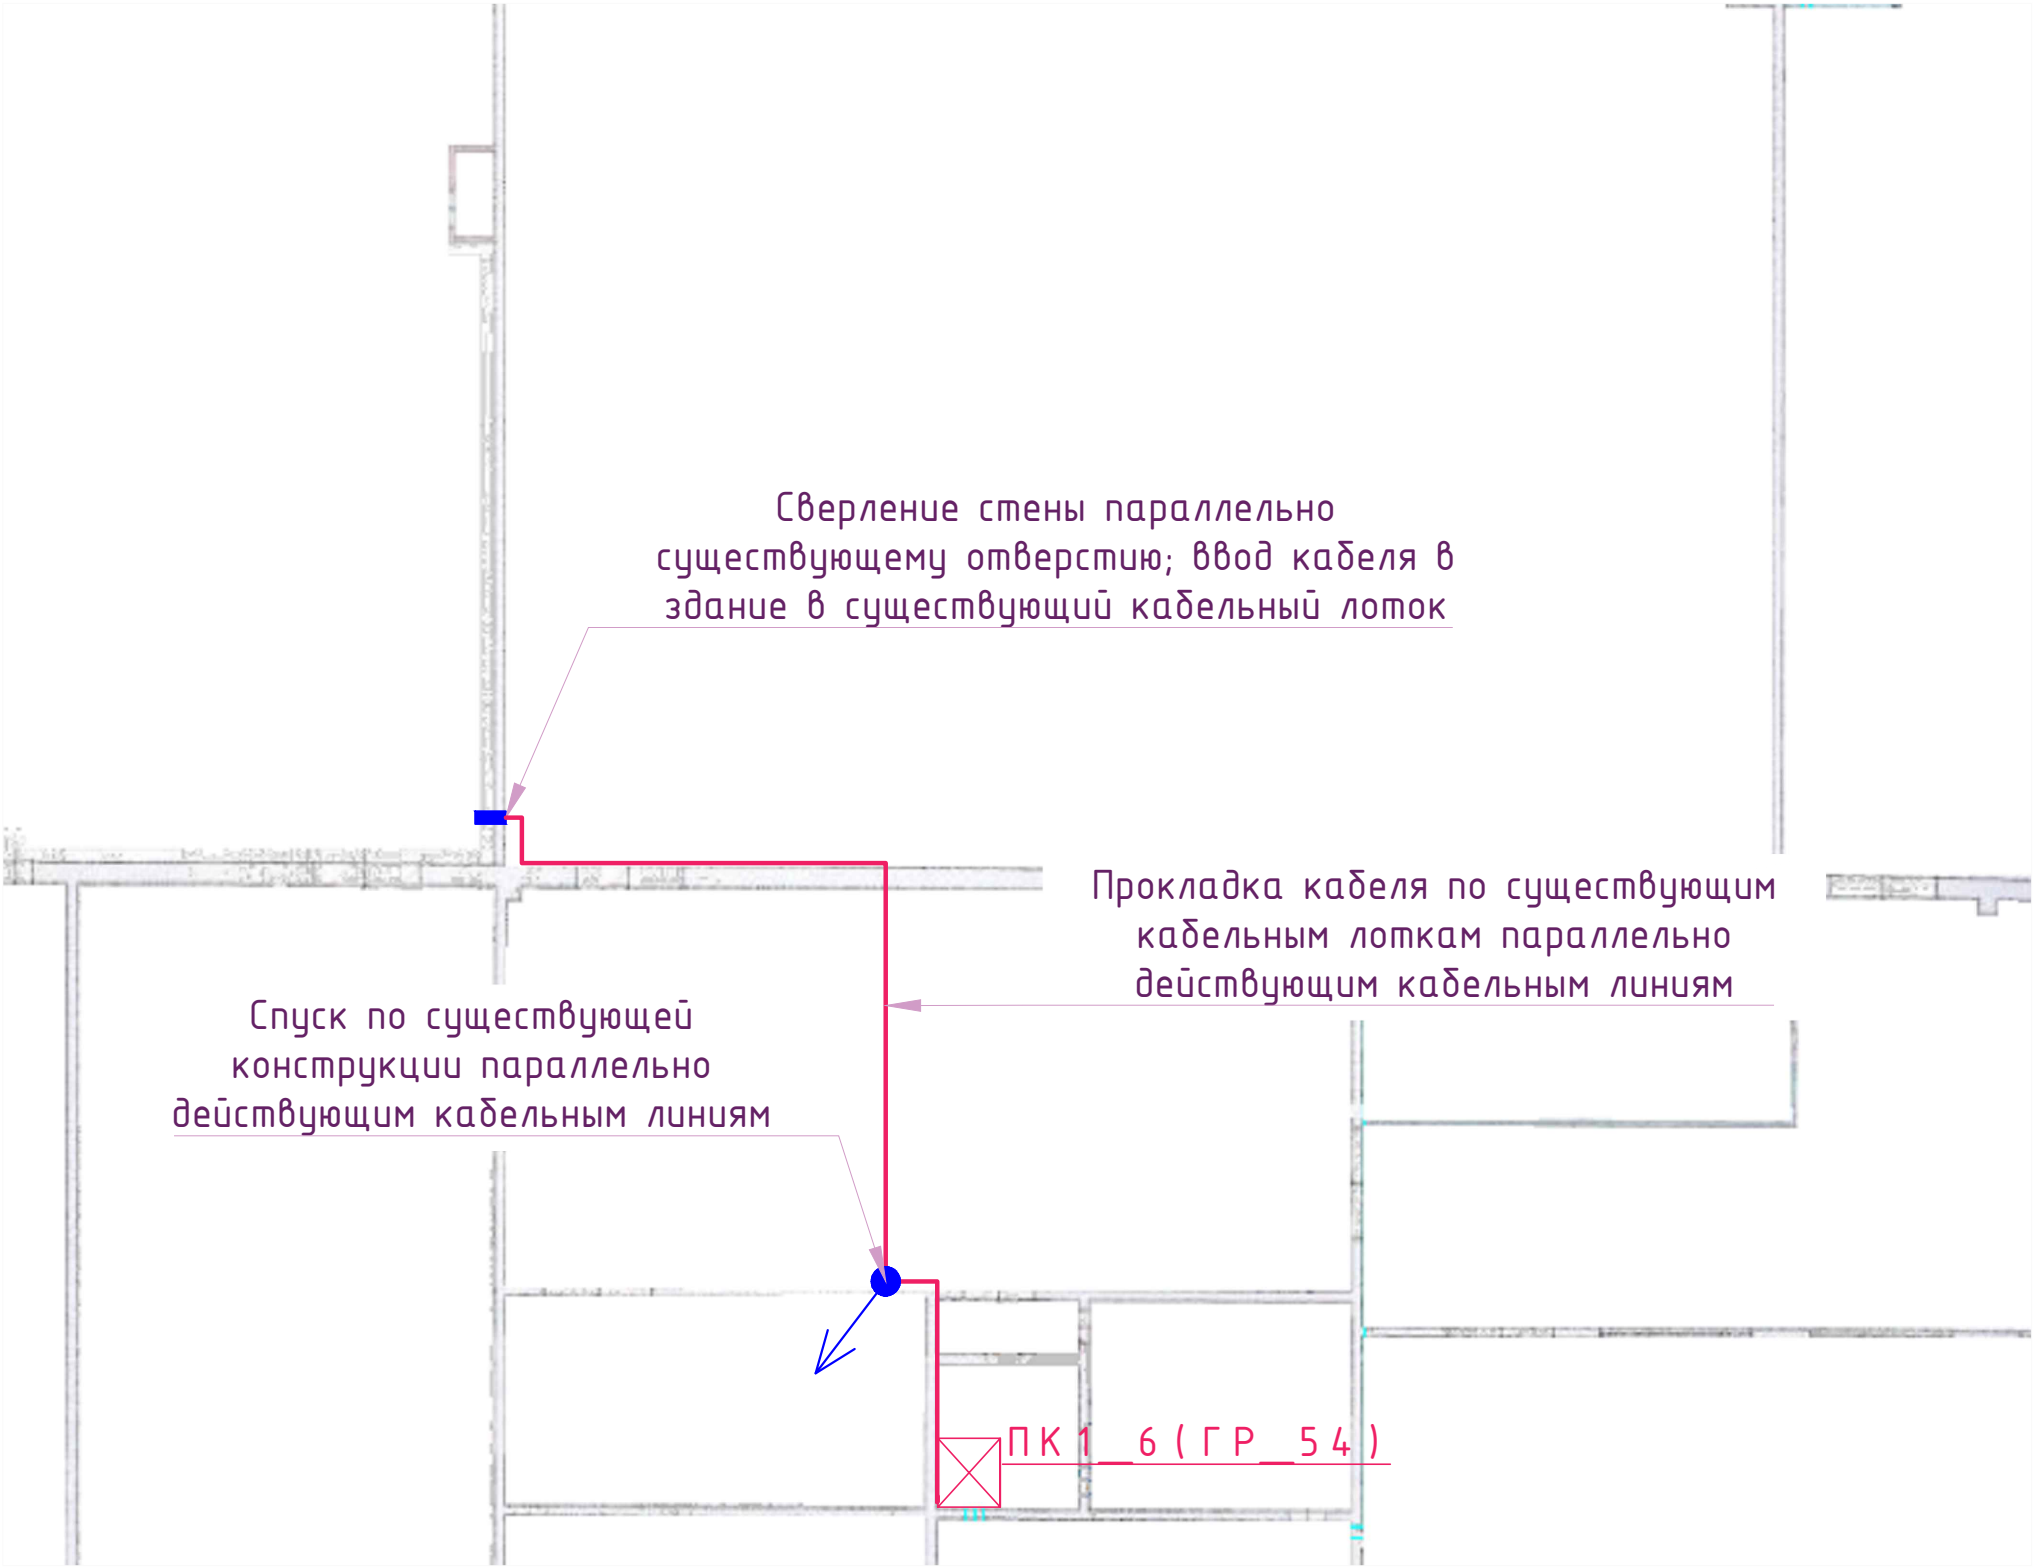 Сверление стены параллельно
существующему отверстию; ввод кабеля в
здание в существующий кабельный лоток
Прокладка кабеля по существующим
кабельным лоткам параллельно
действующим кабельным линиям
Спуск по существующей
конструкции параллельно
действующим кабельным линиям
ПК1_6(ГР_54)